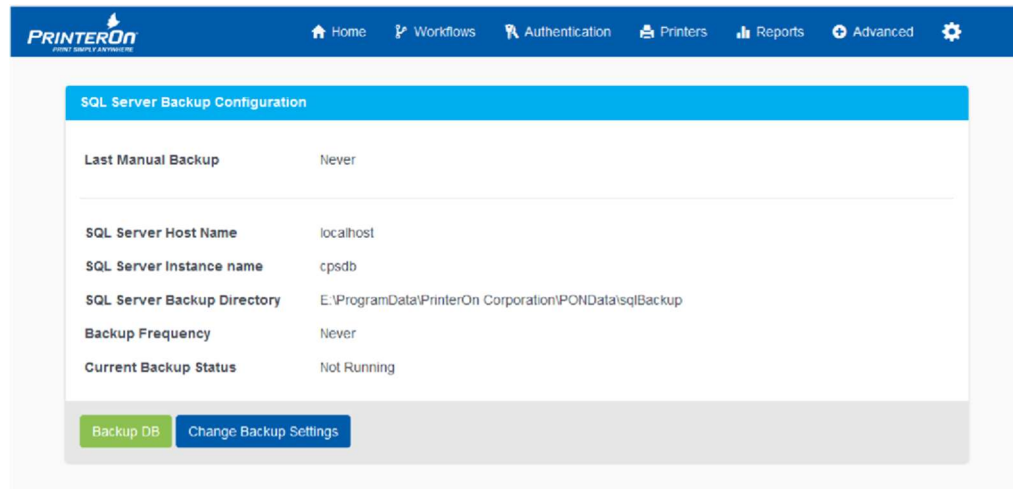 PRINTERON
PRINT SIMPLY ANYWHERE
Home Workflows Authentication Printers Reports Advanced
SQL Server Backup Configuration
Last Manual Backup Never
SQL Server Host Name localhost
SQL Server Instance name cpsdb
SQL Server Backup Directory E:\ProgramData\PrinterOn Corporation\PONData\sqlBackup
Backup Frequency Never
Current Backup Status Not Running
Backup DB Change Backup Settings